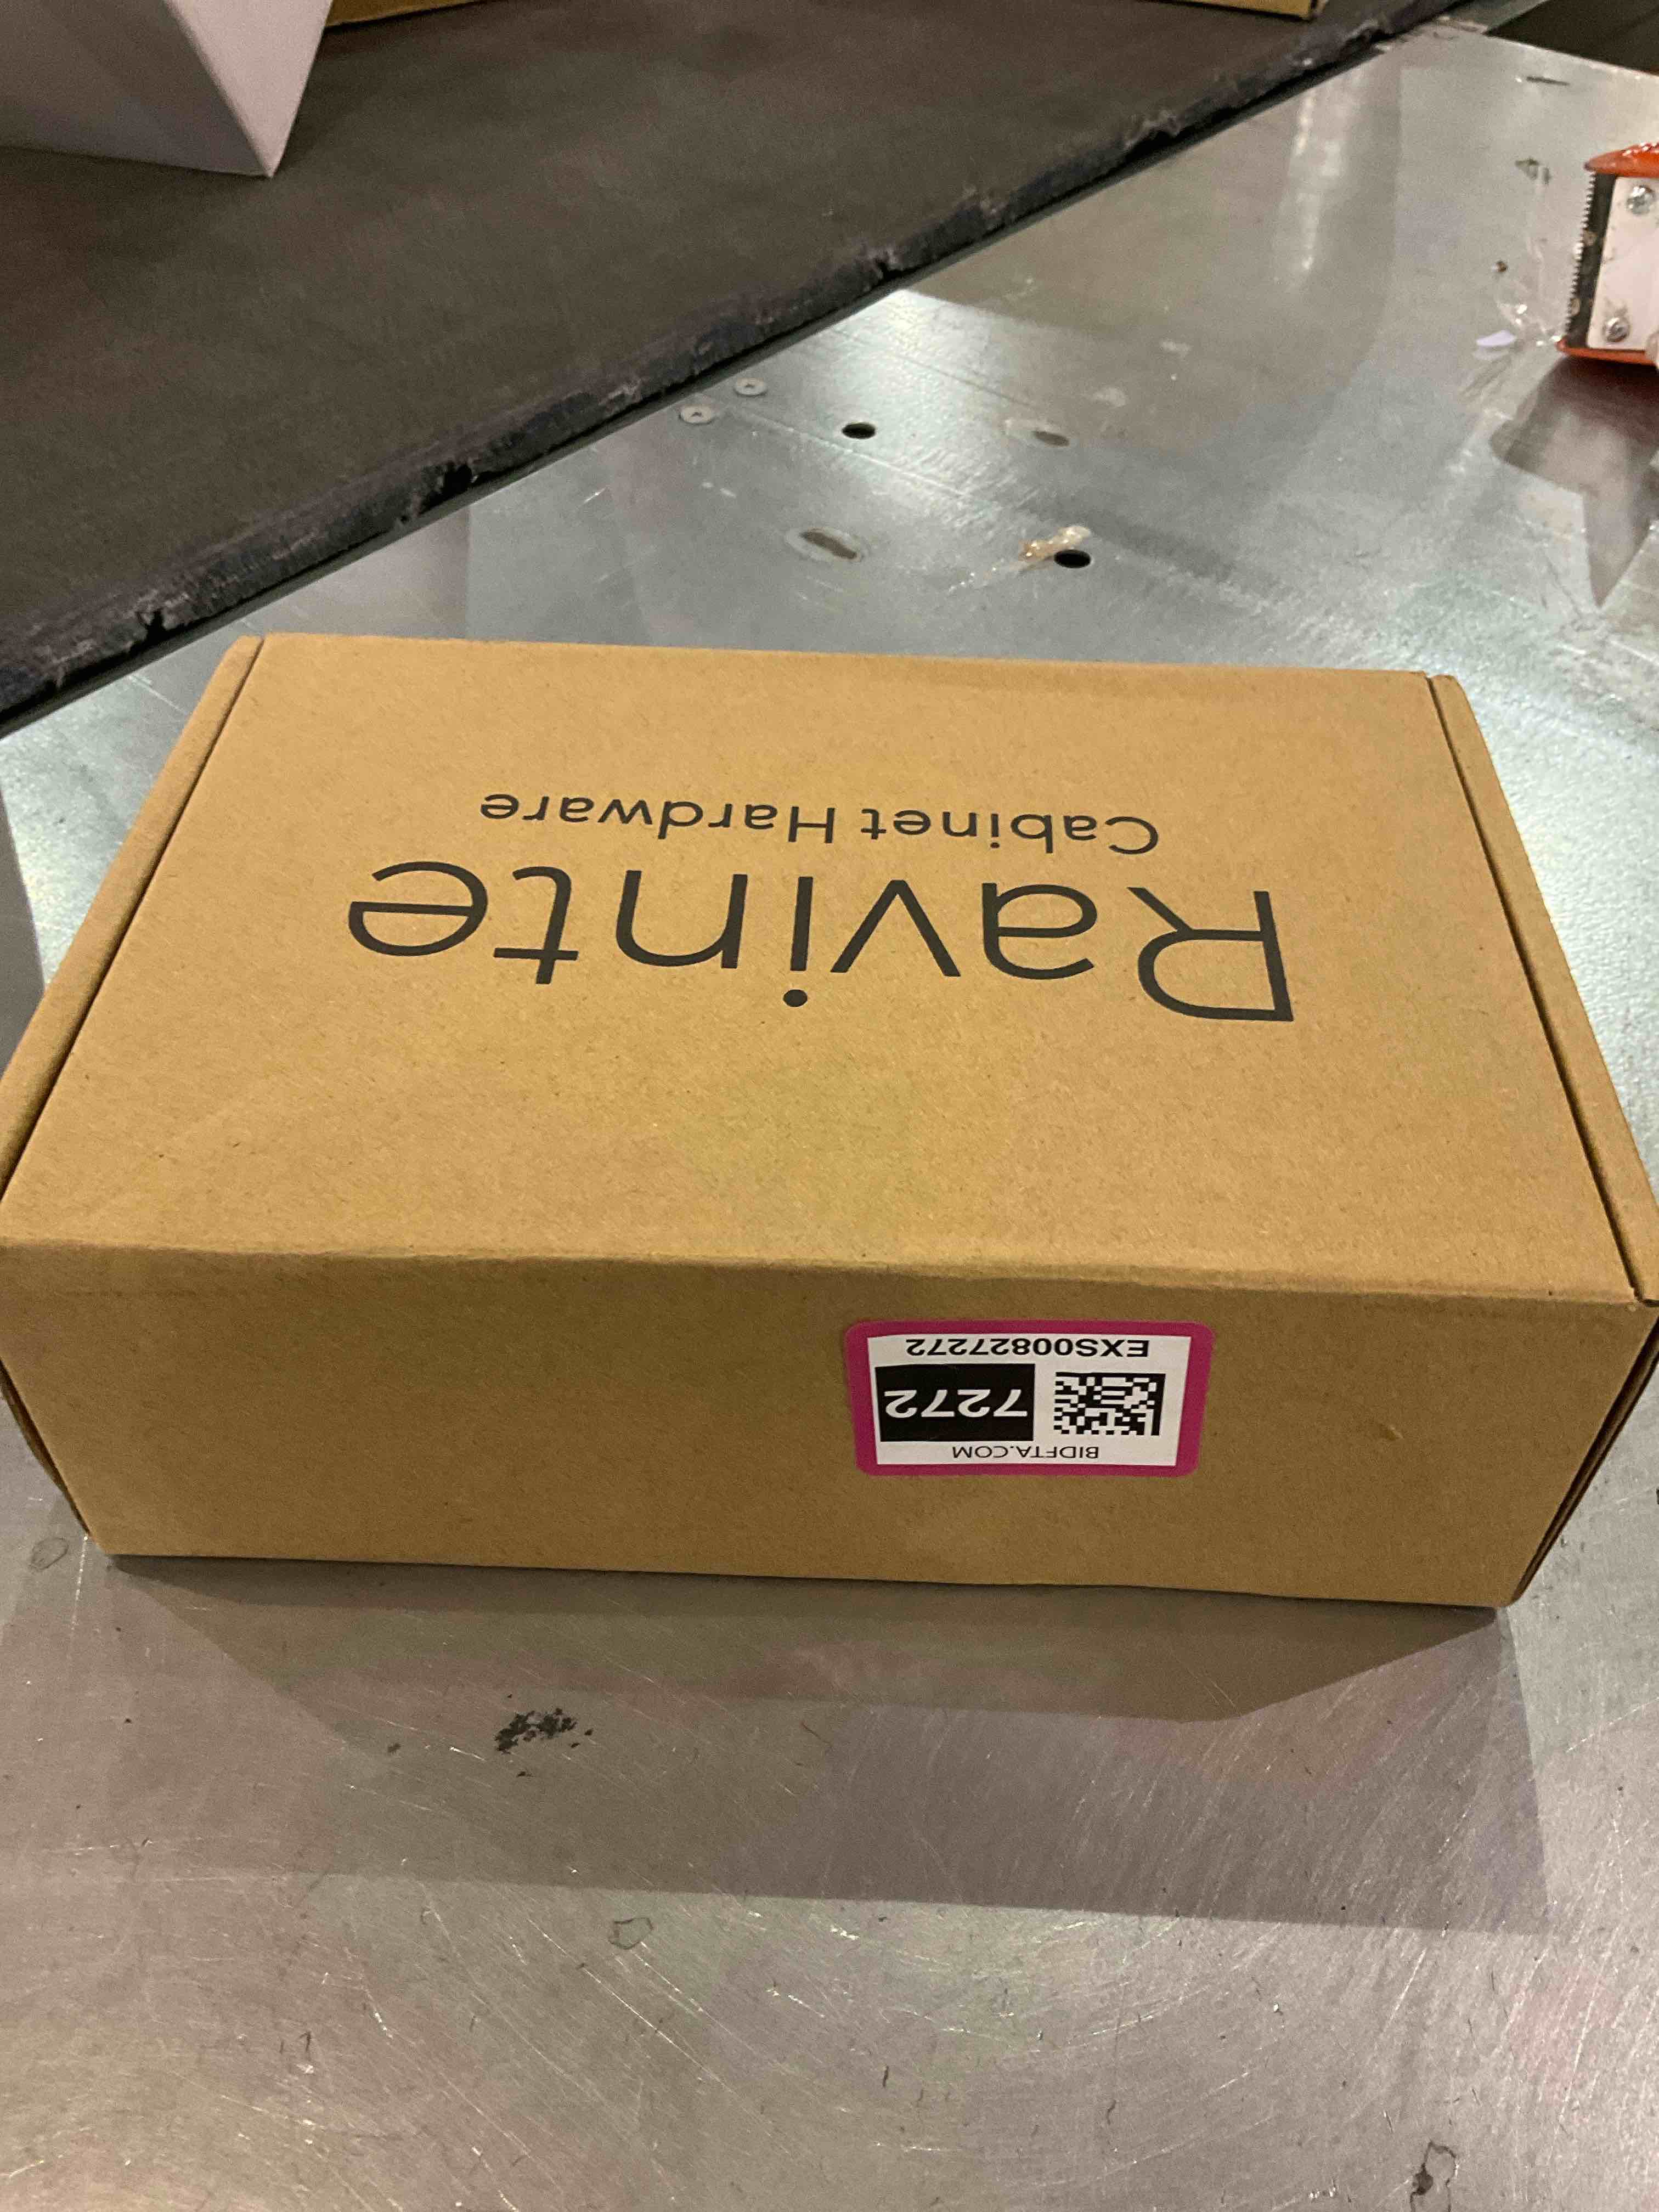 Ravinte
Cabinet Hardware
BIDFTA.COM
7272
EXS00827272